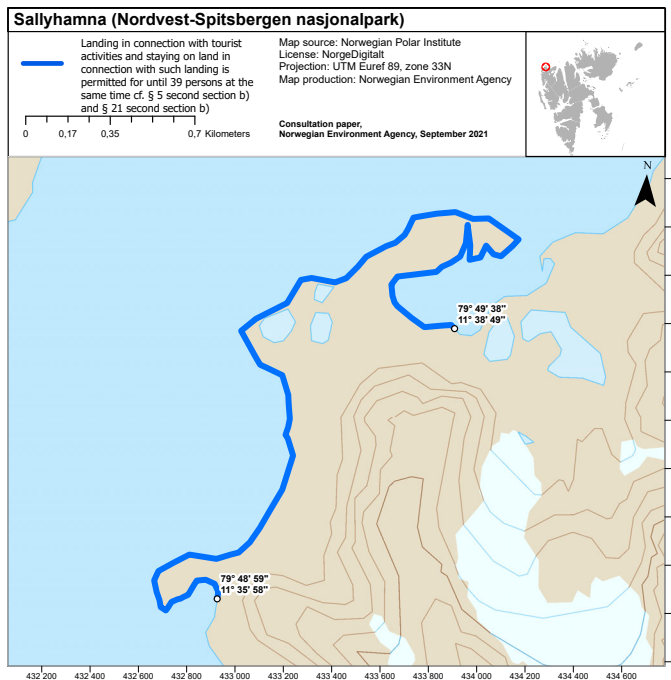 Sallyhamna (Nordvest-Spitsbergen nasjonalpark)
Landing in connection with tourist
activities and staying on land in
connection with such landing is
permitted for until 39 persons at the
same time cf. § 5 second section b)
and § 21 second section b)
0 0,17 0,35 0,7 Kilometers
Map source: Norwegian Polar Institute
License: NorgeDigitalt
Projection: UTM Euref 89, zone 33N
Map production: Norwegian Environment Agency
Consultation paper,
Norwegian Environment Agency, September 2021
N
79° 49' 38"
11° 38' 49"
79° 48' 59"
11° 35' 58"
432 200 432 400 432 600 432 800 433 000 433 200 433 400 433 600 433 800 434 000 434 200 434 400 434 600